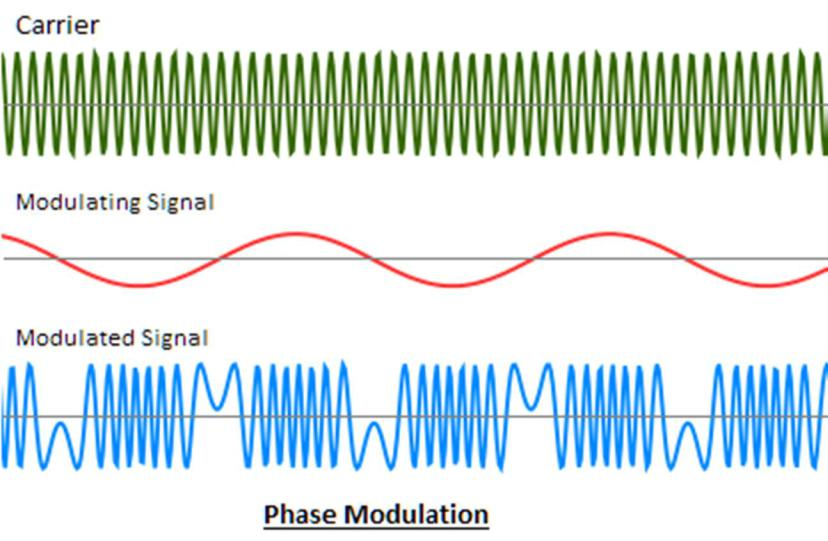 Carrier
Modulating Signal
Modulated Signal
Phase Modulation